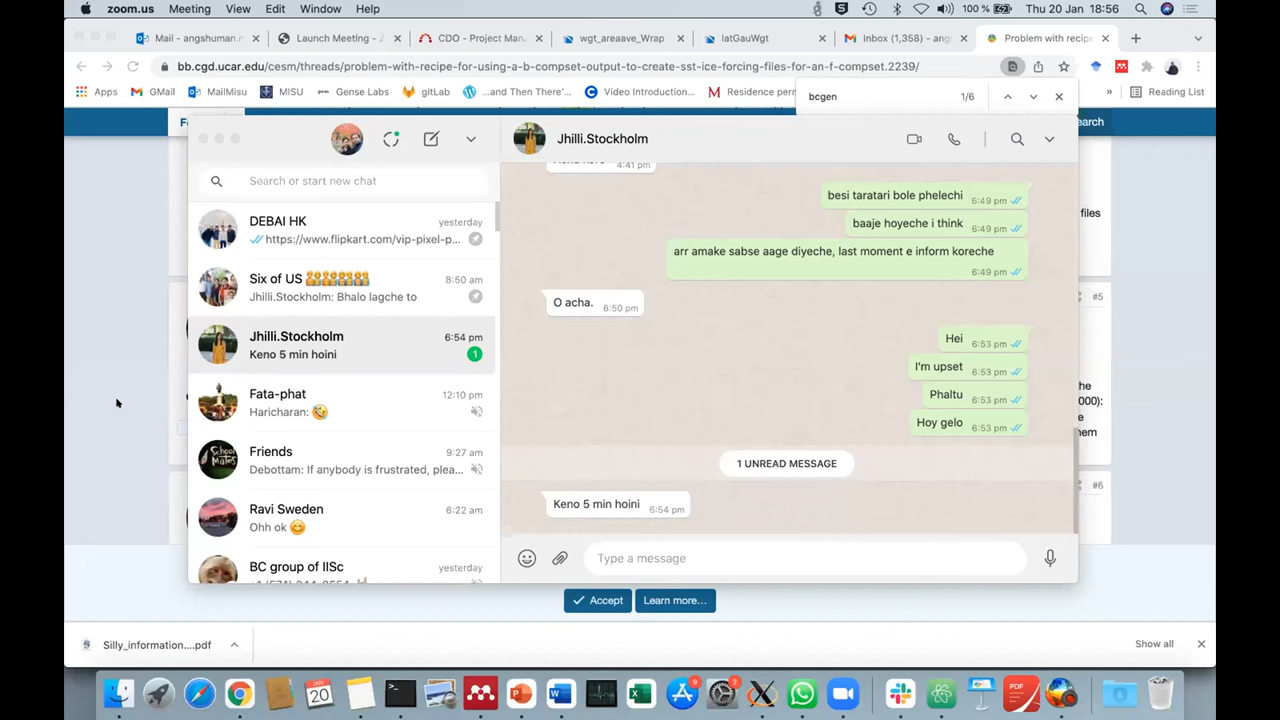 zoom.us Meeting View Edit Window Help 100 % Thu 20 Jan 18:56
Mail - angshuman.m Launch Meeting - Z CDO - Project Man wgt_areaave_Wrap latGauWgt Inbox (1,358) - ang Problem with recipe
bb.cgd.ucar.edu/cesm/threads/problem-with-recipe-for-using-a-b-compset-output-to-create-sst-ice-forcing-files-for-an-f-compset.2239/
Apps GMail MailMisu MISU Gense Labs gitLab ...and Then There'... Video Introduction... Residence perm » Reading List
bcgen 1/6
earch
Jhilli.Stockholm
Search or start new chat
DEBAI HK yesterday
https://www.flipkart.com/vip-pixel-p...
Six of US 8:50 am
Jhilli.Stockholm: Bhalo lagche to
Jhilli.Stockholm 6:54 pm
Keno 5 min hoini 1
Fata-phat 12:10 pm
Haricharan:
Friends 9:27 am
Debottam: If anybody is frustrated, plea...
Ravi Sweden 6:22 am
Ohh ok
BC group of IISc yesterday
4:41 pm
besi taratari bole phelechi 6:49 pm
baaje hoyeche i think 6:49 pm
arr amake sabse aage diyeche, last moment e inform koreche
6:49 pm
O acha. 6:50 pm
Hei 6:53 pm
I'm upset 6:53 pm
Phaltu 6:53 pm
Hoy gelo 6:53 pm
1 UNREAD MESSAGE
Keno 5 min hoini 6:54 pm
Type a message
files
#5
the
000):
em
#6
Accept Learn more...
Silly_information....pdf Show all
JAN
20
9
2
PDF